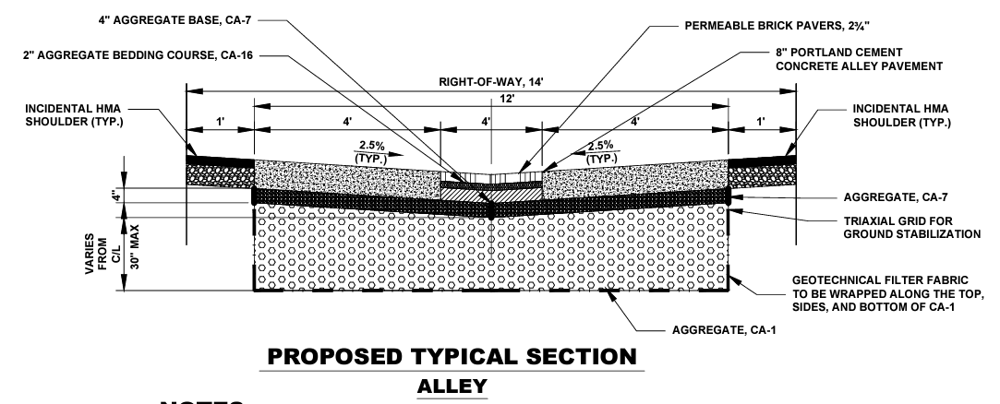 4" AGGREGATE BASE, CA-7
PERMEABLE BRICK PAVERS, 2¾"
2" AGGREGATE BEDDING COURSE, CA-16
8" PORTLAND CEMENT
CONCRETE ALLEY PAVEMENT
RIGHT-OF-WAY, 14'
12'
INCIDENTAL HMA
SHOULDER (TYP.)
1'
4'
4'
4'
1'
INCIDENTAL HMA
SHOULDER (TYP.)
2.5%
(TYP.)
2.5%
(TYP.)
4"
AGGREGATE, CA-7
TRIAXIAL GRID FOR
GROUND STABILIZATION
VARIES
FROM
C/L
30" MAX
GEOTECHNICAL FILTER FABRIC
TO BE WRAPPED ALONG THE TOP,
SIDES, AND BOTTOM OF CA-1
AGGREGATE, CA-1
PROPOSED TYPICAL SECTION
ALLEY
NOTES